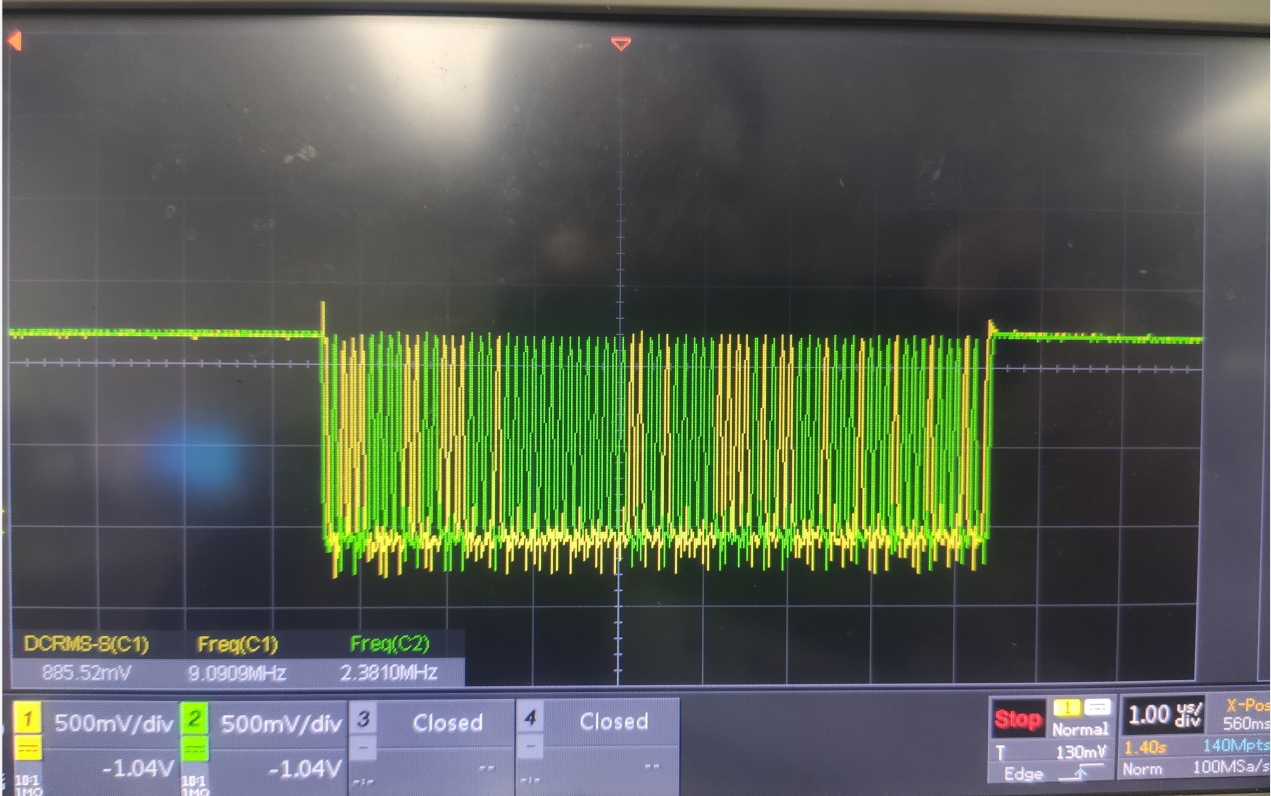 DCRMS-S(C1) Freq(C1) Freq(C2)
885.52mV 9.0909MHz 2.3810MHz
1 500mV/div 2 500mV/div 3 Closed 4 Closed
-1.04V -1.04V -- --
10:1 10:1 -:- -:-
1MΩ 1MΩ
Stop 1 1.00 us/div X-Pos
Normal 560ms
T 130mV 1.40s 140Mpts
Edge Norm 100MSa/s